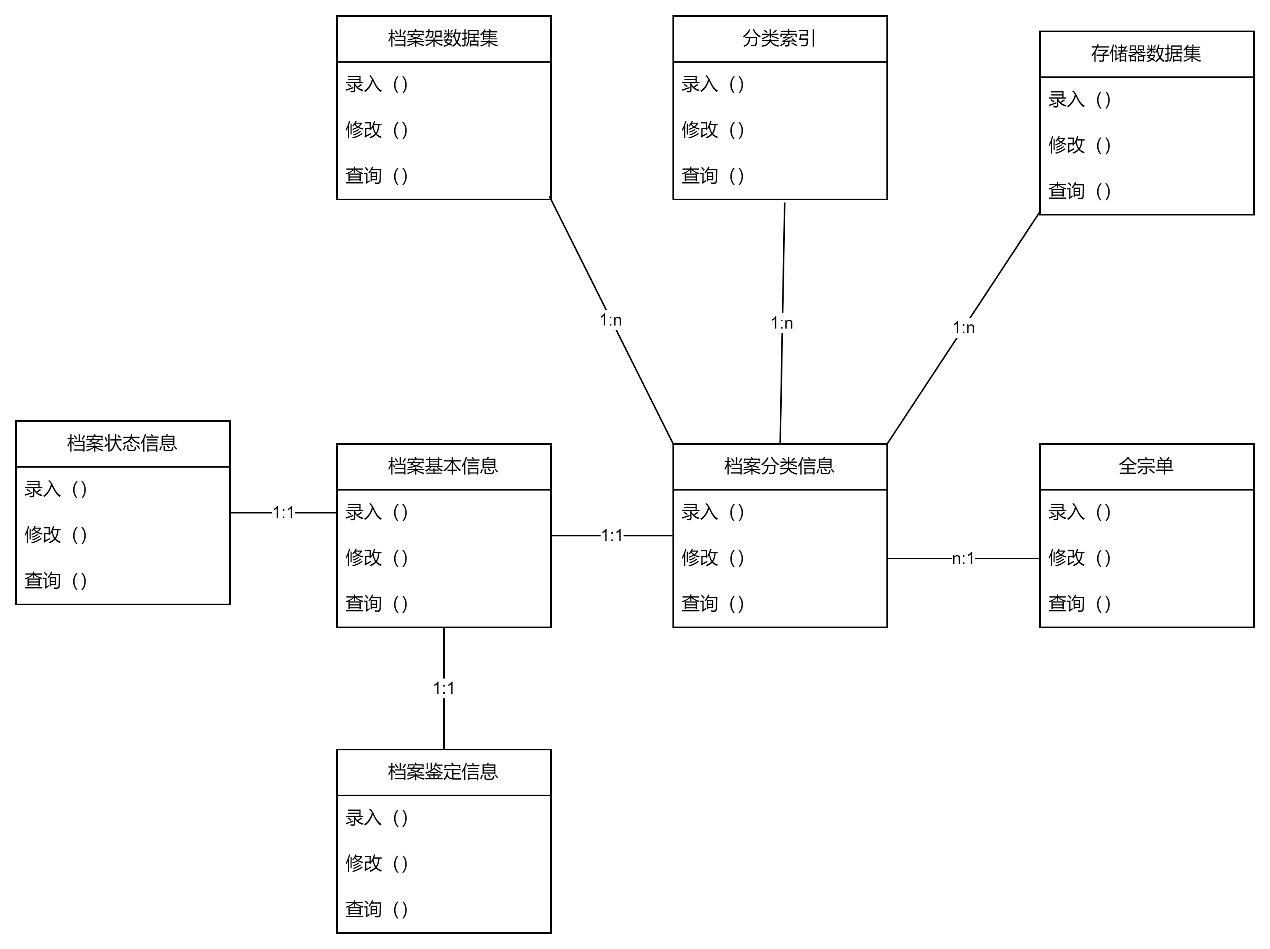 档案架数据集
录入（）
修改（）
查询（）
分类索引
录入（）
修改（）
查询（）
存储器数据集
录入（）
修改（）
查询（）
1:n
1:n
1:n
档案状态信息
录入（）
修改（）
查询（）
1:1
档案基本信息
录入（）
修改（）
查询（）
1:1
档案分类信息
录入（）
修改（）
查询（）
n:1
全宗单
录入（）
修改（）
查询（）
1:1
档案鉴定信息
录入（）
修改（）
查询（）